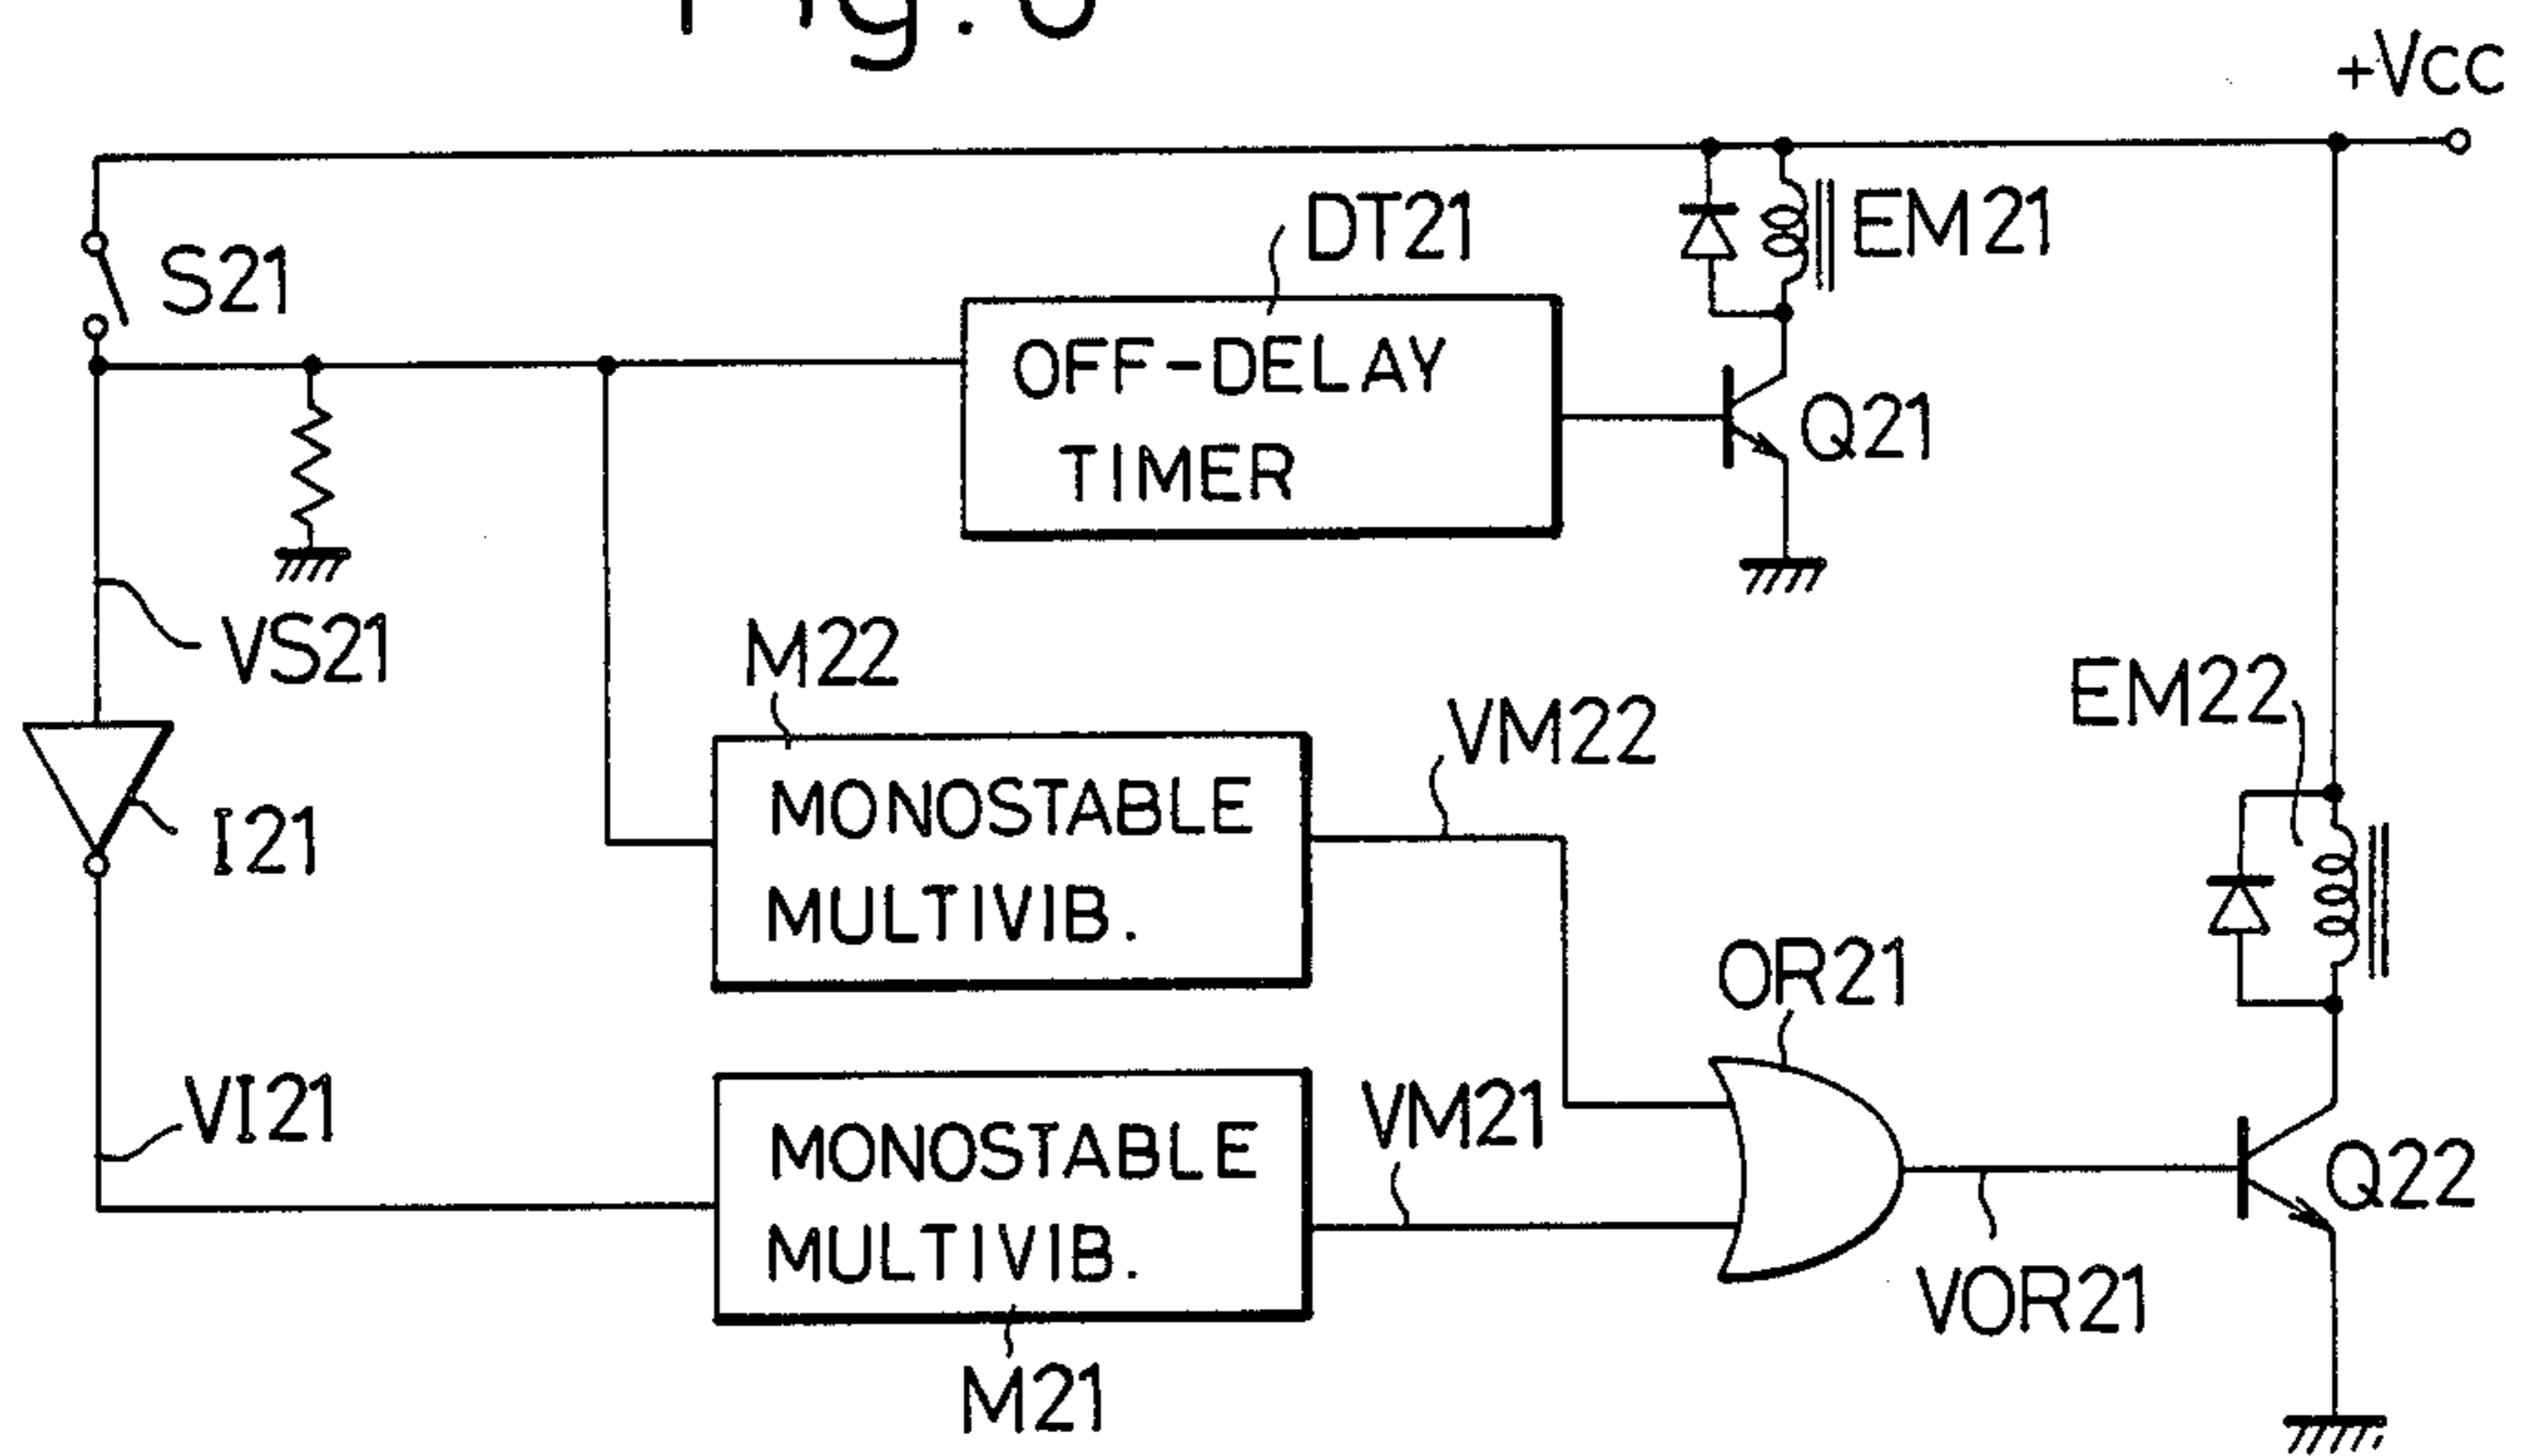 +VCC
S21
DT21
EM21
OFF-DELAY
TIMER
Q21
VS21
M22
VM22
EM22
MONOSTABLE
MULTIVIB.
I21
OR21
VI21
VM21
MONOSTABLE
MULTIVIB.
Q22
VOR21
M21